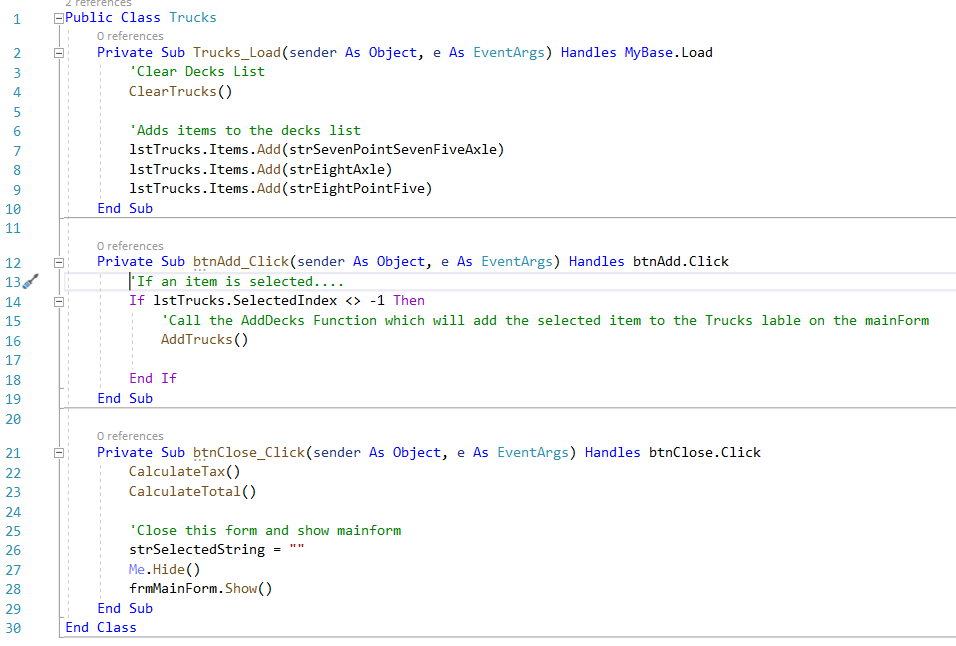 2 references
1 Public Class Trucks
0 references
2 Private Sub Trucks_Load(sender As Object, e As EventArgs) Handles MyBase.Load
3 'Clear Decks List
4 ClearTrucks()
5
6 'Adds items to the decks list
7 lstTrucks.Items.Add(strSevenPointSevenFiveAxle)
8 lstTrucks.Items.Add(strEightAxle)
9 lstTrucks.Items.Add(strEightPointFive)
10 End Sub
11
0 references
12 Private Sub btnAdd_Click(sender As Object, e As EventArgs) Handles btnAdd.Click
13 'If an item is selected....
14 If lstTrucks.SelectedIndex <> -1 Then
15 'Call the AddDecks Function which will add the selected item to the Trucks lable on the mainForm
16 AddTrucks()
17
18 End If
19 End Sub
20
0 references
21 Private Sub btnClose_Click(sender As Object, e As EventArgs) Handles btnClose.Click
22 CalculateTax()
23 CalculateTotal()
24
25 'Close this form and show mainform
26 strSelectedString = ""
27 Me.Hide()
28 frmMainForm.Show()
29 End Sub
30 End Class